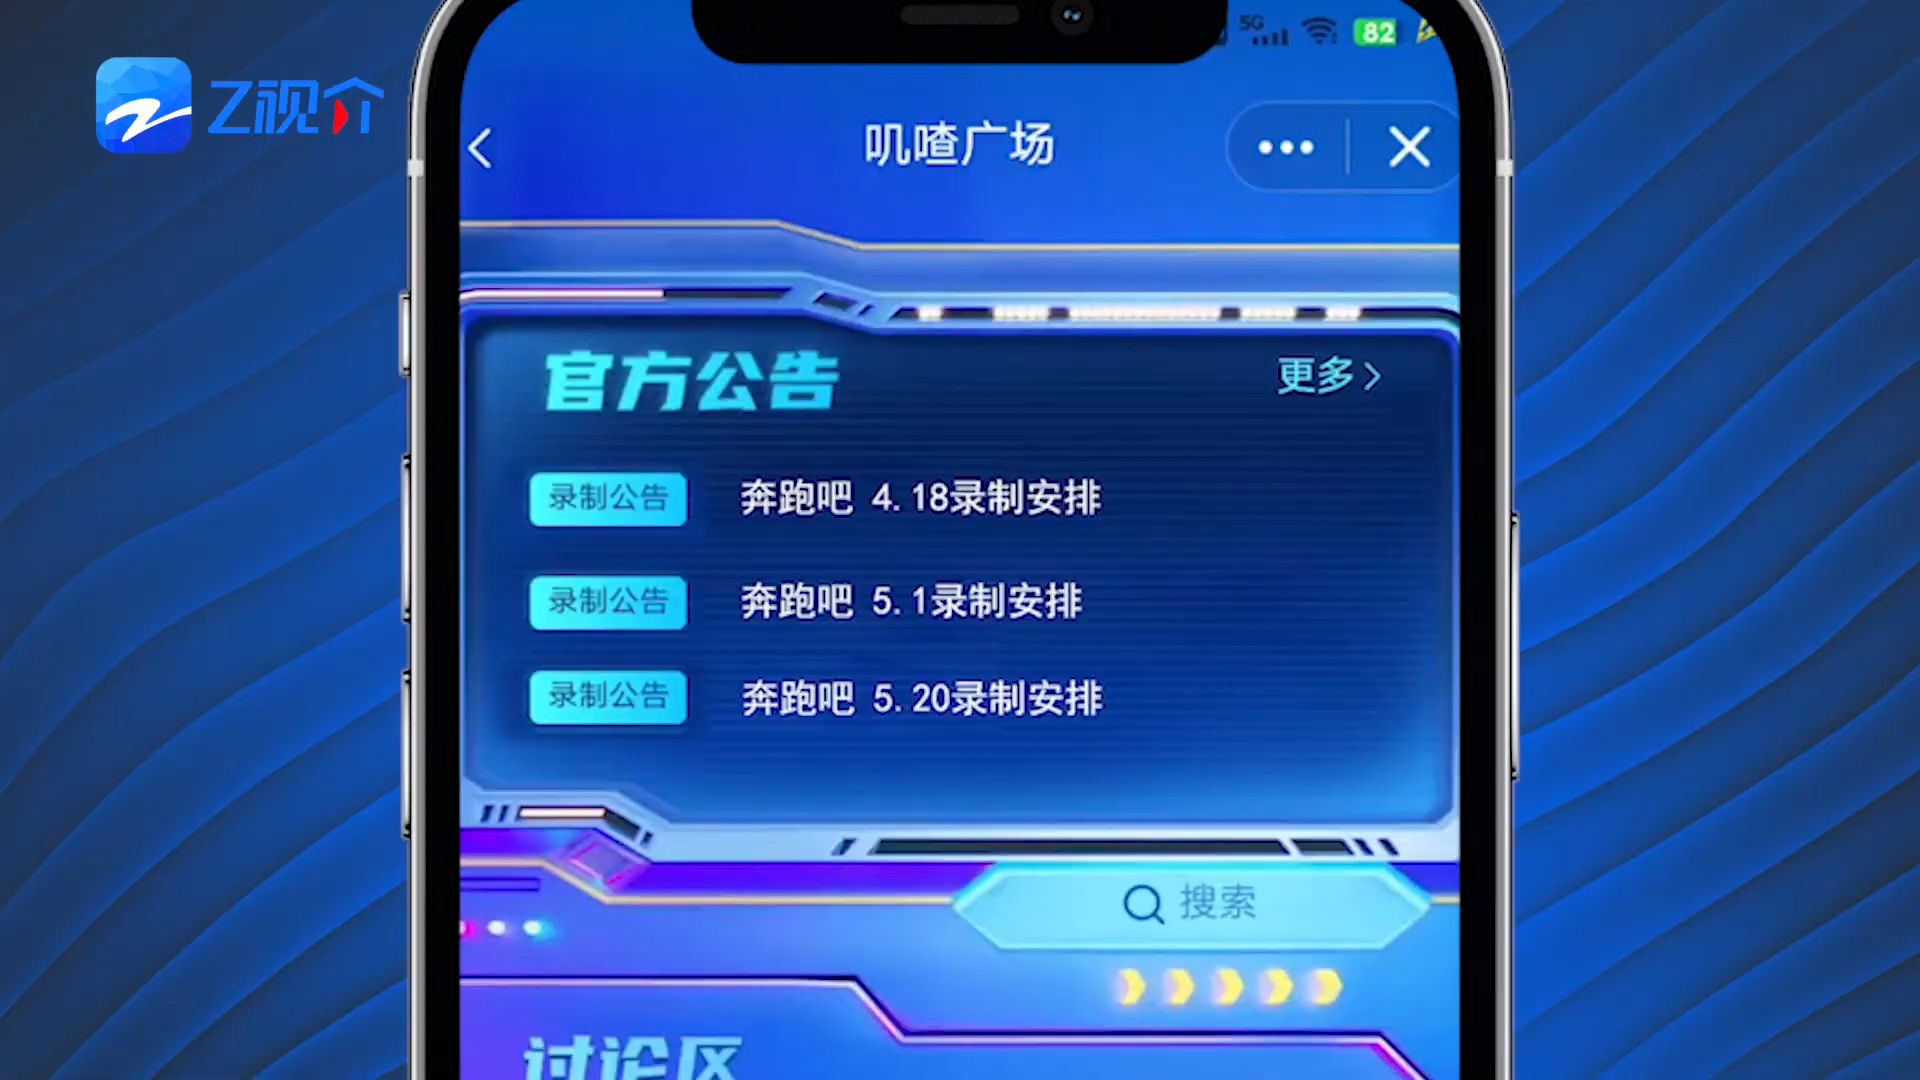 Z视介
5G
82
叽喳广场
官方公告
更多>
录制公告 奔跑吧 4.18录制安排
录制公告 奔跑吧 5.1录制安排
录制公告 奔跑吧 5.20录制安排
搜索
讨论区